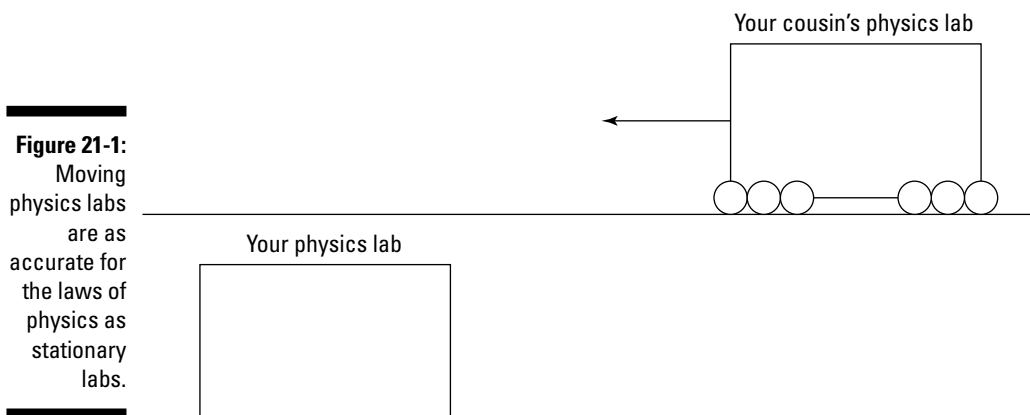 Your cousin's physics lab
Figure 21-1:
Moving
physics labs
are as
accurate for
the laws of
physics as
stationary
labs.
Your physics lab